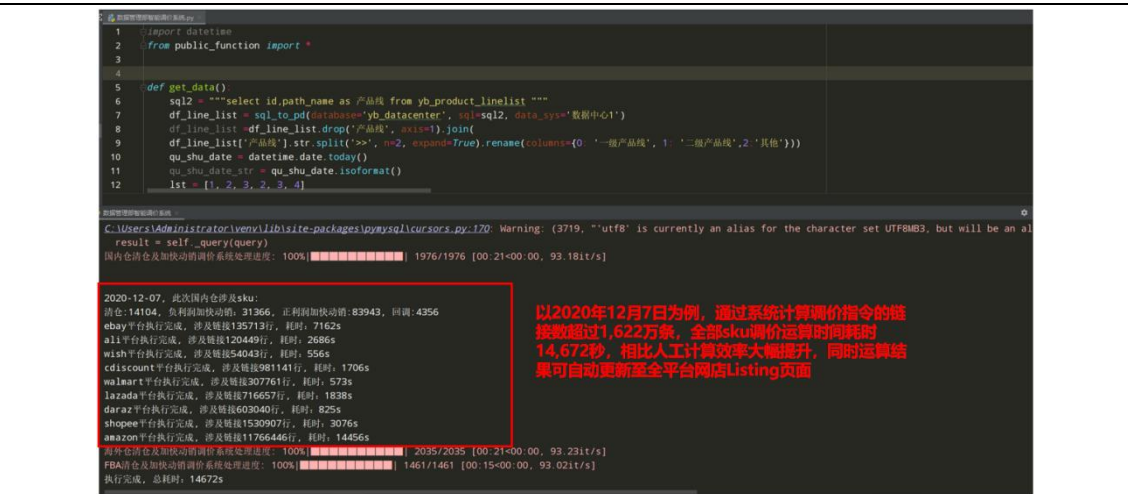 数据管理部智能调价系统.py
1 import datetime
2 from public_function import *
3
4
5 def get_data()
6 sql2 = """select id,path_name as 产品线 from yb_product_linelist """
7 df_line_list = sql_to_pd(database='yb_datacenter', sql=sql2, data_sys='数据中心1')
8 df_line_list =df_line_list.drop('产品线', axis=1).join(
9 df_line_list['产品线'].str.split('>>', n=2, expand=True).rename(columns={0: '一级产品线', 1: '二级产品线',2:'其他'}))
10 qu_shu_date = datetime.date.today()
11 qu_shu_date_str = qu_shu_date.isoformat()
12 lst = [1, 2, 3, 2, 3, 4]
数据管理部智能调价系统
C:\Users\Administrator\venv\lib\site-packages\pymysql\cursors.py:170: Warning: (3719, "'utf8' is currently an alias for the character set UTF8MB3, but will be an al
result = self._query(query)
国内仓清仓及加快动销调价系统处理进度: 100%| | 1976/1976 [00:21<00:00, 93.18it/s]
2020-12-07, 此次国内仓涉及sku:
清仓:14104, 负利润加快动销: 31366, 正利润加快动销:83943, 回调:4356
ebay平台执行完成, 涉及链接135713行, 耗时: 7162s
ali平台执行完成, 涉及链接120449行, 耗时: 2686s
wish平台执行完成, 涉及链接54043行, 耗时: 556s
cdiscount平台执行完成, 涉及链接981141行, 耗时: 1706s
walmart平台执行完成, 涉及链接307761行, 耗时: 573s
lazada平台执行完成, 涉及链接716657行, 耗时: 1838s
daraz平台执行完成, 涉及链接603040行, 耗时: 825s
shopee平台执行完成, 涉及链接1530907行, 耗时: 3076s
amazon平台执行完成, 涉及链接11766446行, 耗时: 14456s
以2020年12月7日为例，通过系统计算调价指令的链
接数超过1,622万条，全部sku调价运算时间耗时
14,672秒，相比人工计算效率大幅提升，同时运算结
果可自动更新至全平台网店Listing页面
海外仓清仓及加快动销调价系统处理进度: 100%| | 2035/2035 [00:21<00:00, 93.23it/s]
FBA清仓及加快动销调价系统处理进度: 100%| | 1461/1461 [00:15<00:00, 93.02it/s]
执行完成, 总耗时: 14672s